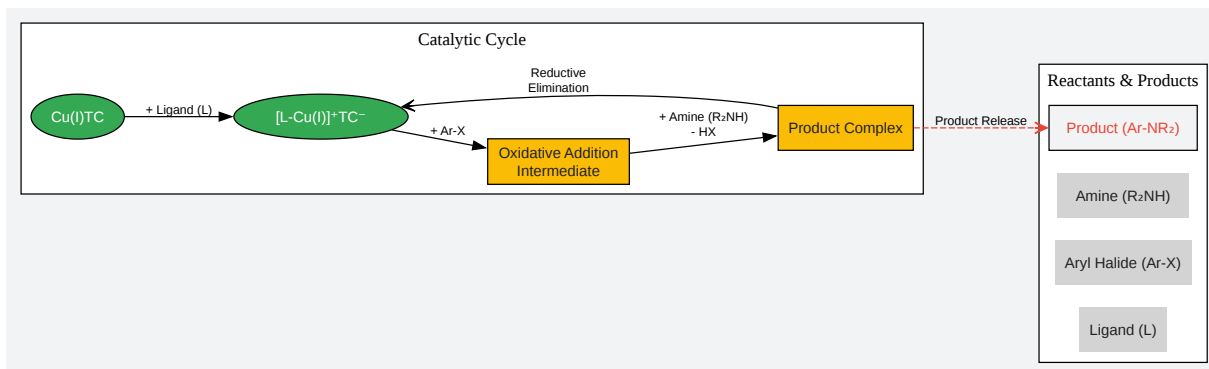 Catalytic Cycle
Cu(I)TC
+ Ligand (L)
[L-Cu(I)]⁺TC⁻
+ Ar-X
Oxidative Addition
Intermediate
+ Amine (R₂NH)
- HX
Product Complex
Reductive
Elimination
Product Release
Reactants & Products
Product (Ar-NR₂)
Amine (R₂NH)
Aryl Halide (Ar-X)
Ligand (L)